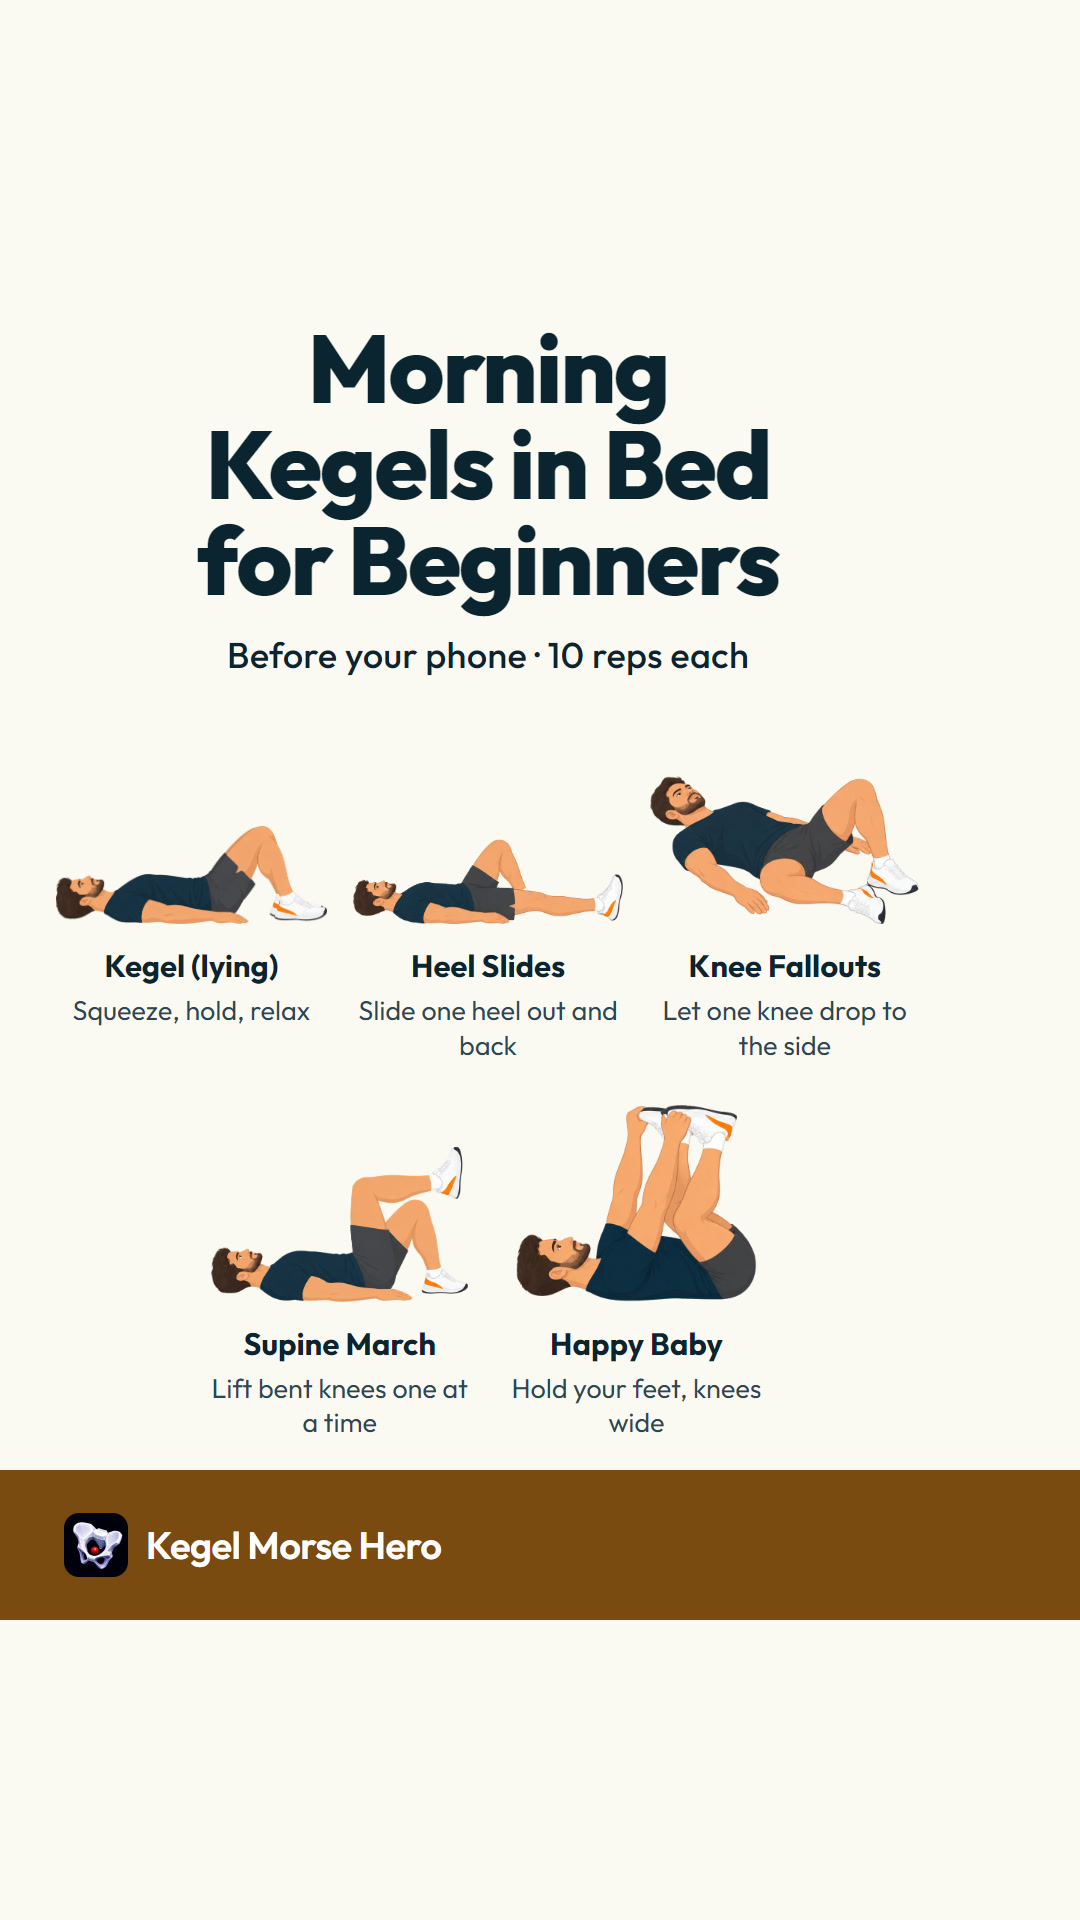 Morning
Kegels in Bed
for Beginners
Before your phone · 10 reps each
Kegel (lying)
Squeeze, hold, relax
Heel Slides
Slide one heel out and
back
Knee Fallouts
Let one knee drop to
the side
Supine March
Lift bent knees one at
a time
Happy Baby
Hold your feet, knees
wide
Kegel Morse Hero